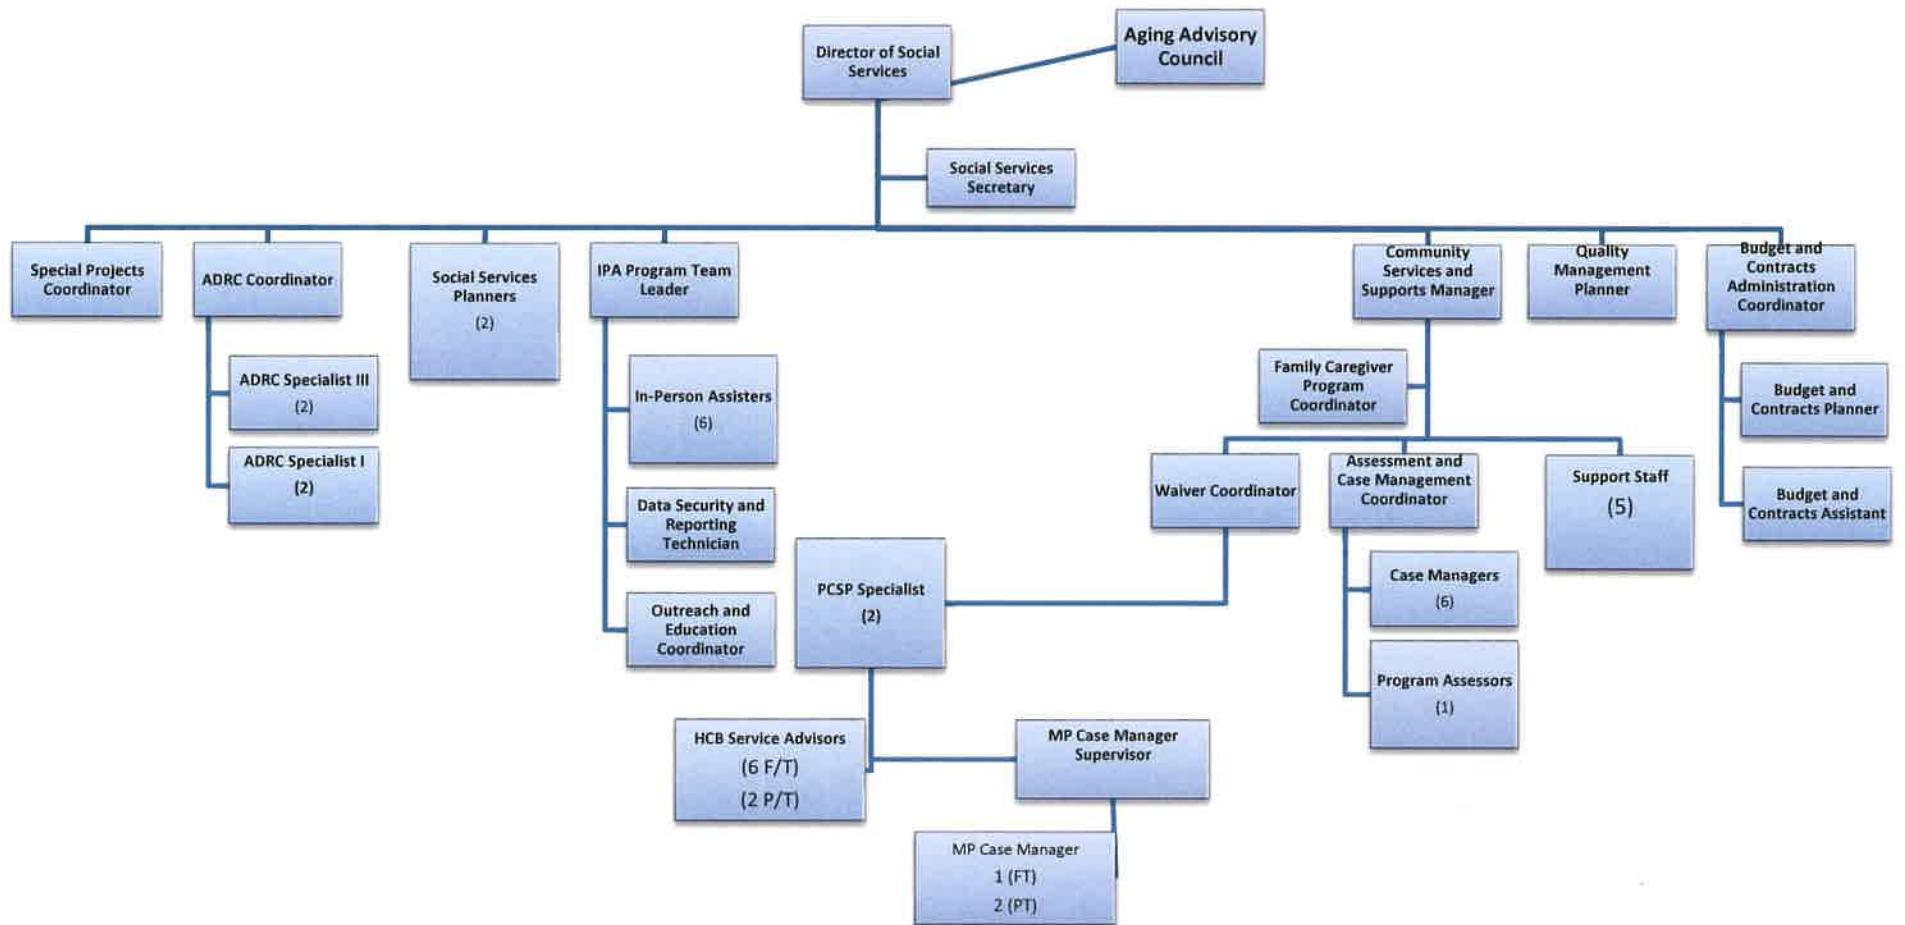 Director of Social
Services
Aging Advisory
Council
Social Services
Secretary
Special Projects
Coordinator
ADRC Coordinator
Social Services
Planners
(2)
IPA Program Team
Leader
Community
Services and
Supports Manager
Quality
Management
Planner
Budget and
Contracts
Administration
Coordinator
ADRC Specialist III
(2)
ADRC Specialist I
(2)
In-Person Assisters
(6)
Data Security and
Reporting
Technician
Outreach and
Education
Coordinator
Family Caregiver
Program
Coordinator
Budget and
Contracts Planner
Budget and
Contracts Assistant
Waiver Coordinator
Assessment and
Case Management
Coordinator
Support Staff
(5)
Case Managers
(6)
Program Assessors
(1)
PCSP Specialist
(2)
HCB Service Advisors
(6 F/T)
(2 P/T)
MP Case Manager
Supervisor
MP Case Manager
1 (FT)
2 (PT)